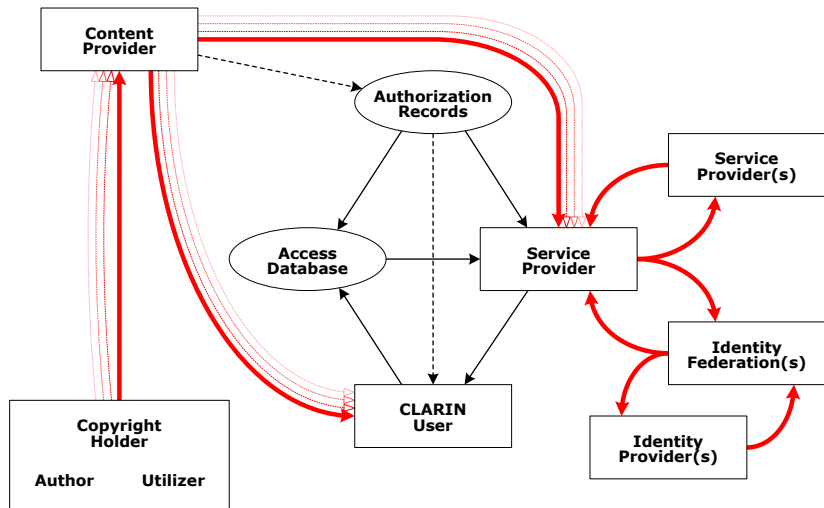 Content
Provider
Authorization
Records
Service
Provider(s)
Access
Database
Service
Provider
Identity
Federation(s)
CLARIN
User
Copyright
Holder
Author Utilizer
Identity
Provider(s)